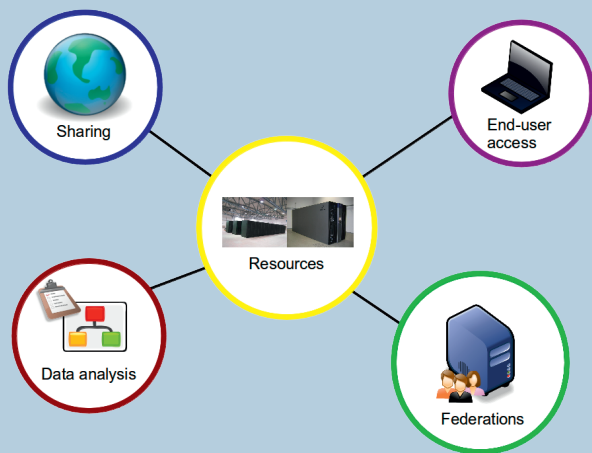 Sharing
End-user
access
Resources
Data analysis
Federations